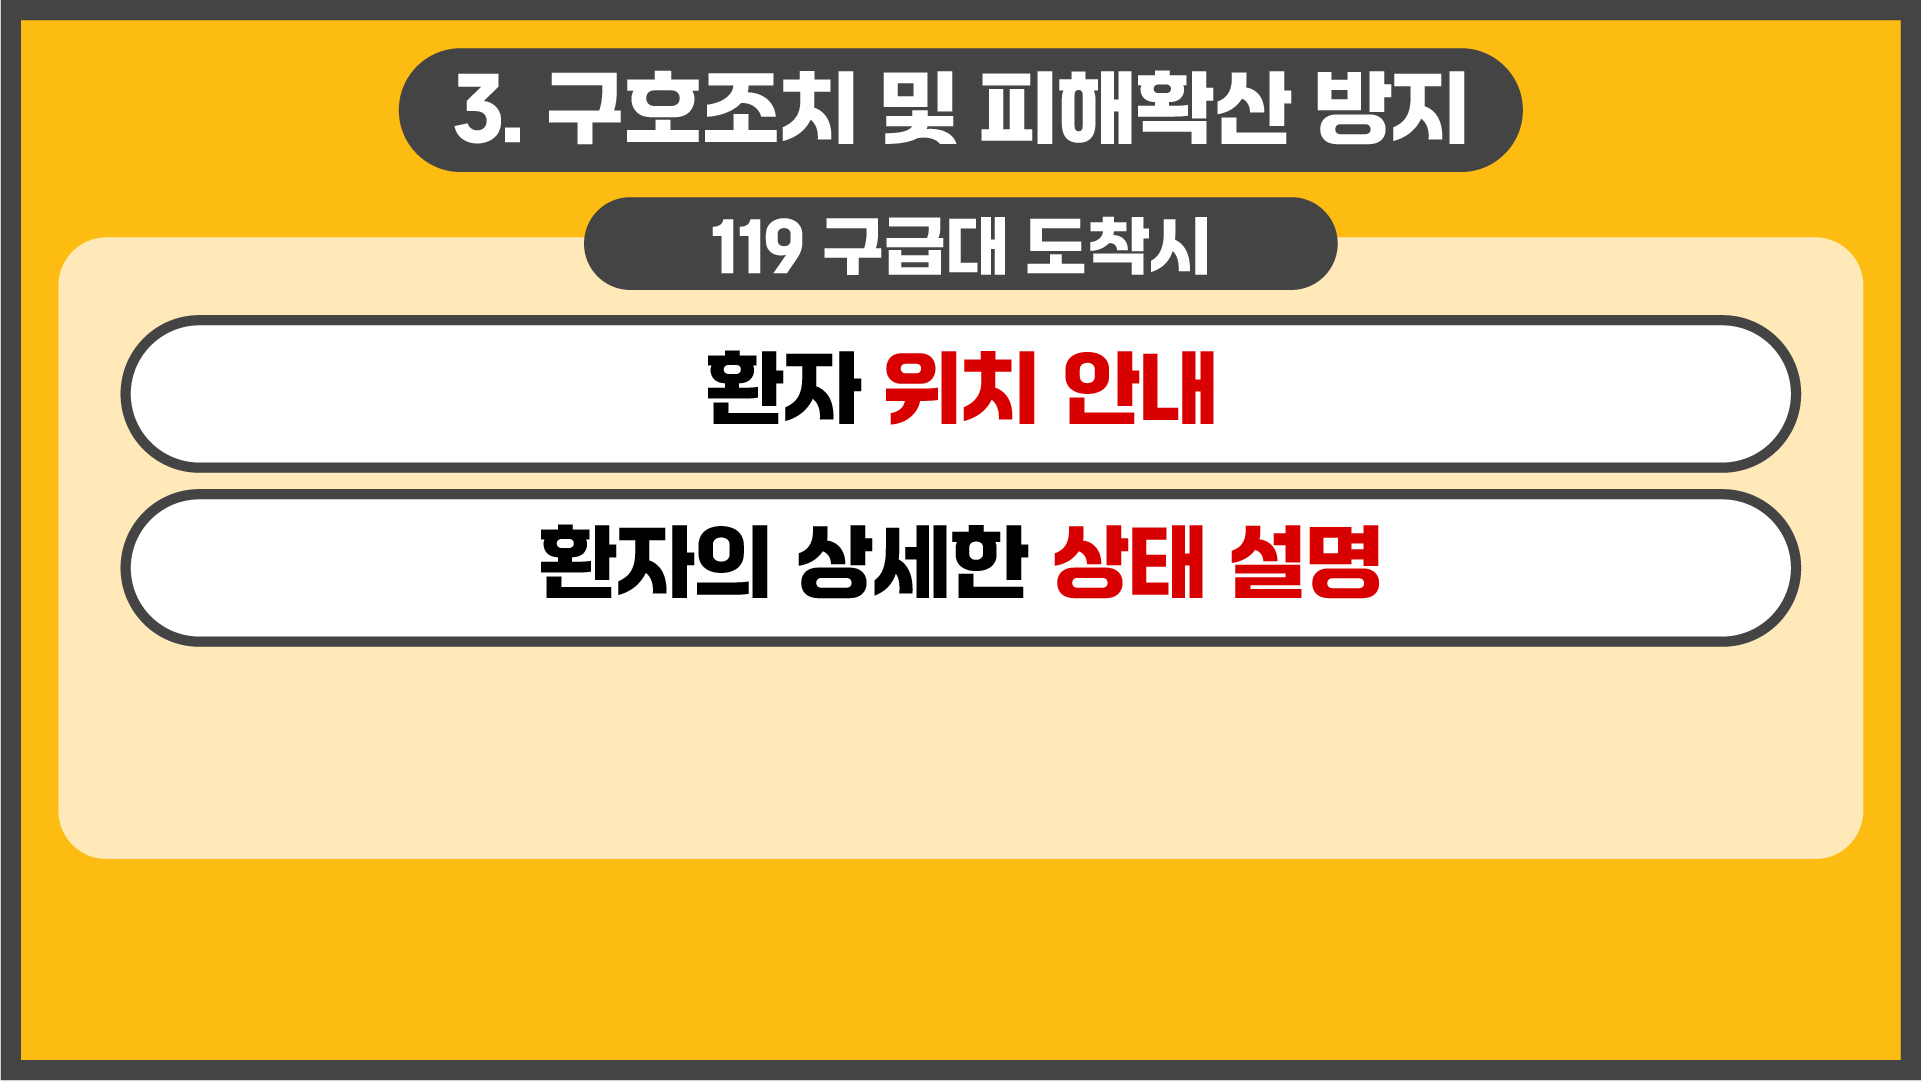 3. 구호조치 및 피해확산 방지
119 구급대 도착시
환자 위치 안내
환자의 상세한 상태 설명